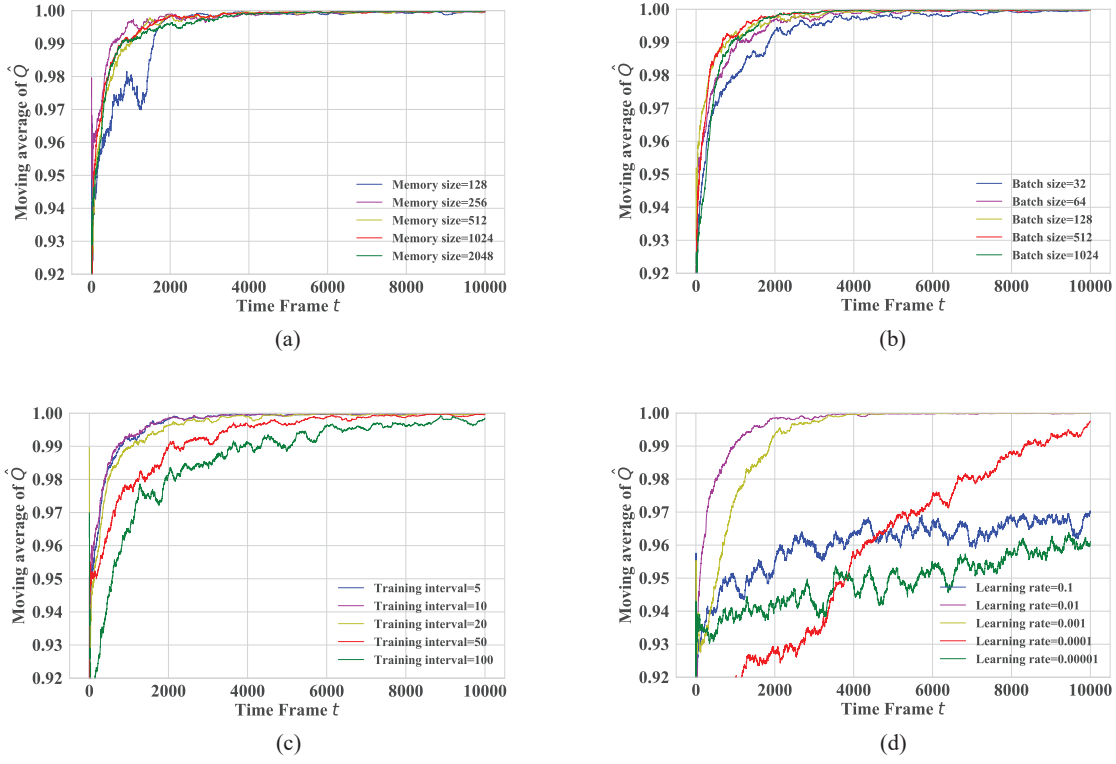 1.00
0.99
0.98
0.97
0.96
0.95
0.94
0.93
0.92
Moving average of Q̂
Memory size=128
Memory size=256
Memory size=512
Memory size=1024
Memory size=2048
0 2000 4000 6000 8000 10000
Time Frame t
(a)
1.00
0.99
0.98
0.97
0.96
0.95
0.94
0.93
0.92
Moving average of Q̂
Batch size=32
Batch size=64
Batch size=128
Batch size=512
Batch size=1024
0 2000 4000 6000 8000 10000
Time Frame t
(b)
1.00
0.99
0.98
0.97
0.96
0.95
0.94
0.93
0.92
Moving average of Q̂
Training interval=5
Training interval=10
Training interval=20
Training interval=50
Training interval=100
0 2000 4000 6000 8000 10000
Time Frame t
(c)
1.00
0.99
0.98
0.97
0.96
0.95
0.94
0.93
0.92
Moving average of Q̂
Learning rate=0.1
Learning rate=0.01
Learning rate=0.001
Learning rate=0.0001
Learning rate=0.00001
0 2000 4000 6000 8000 10000
Time Frame t
(d)